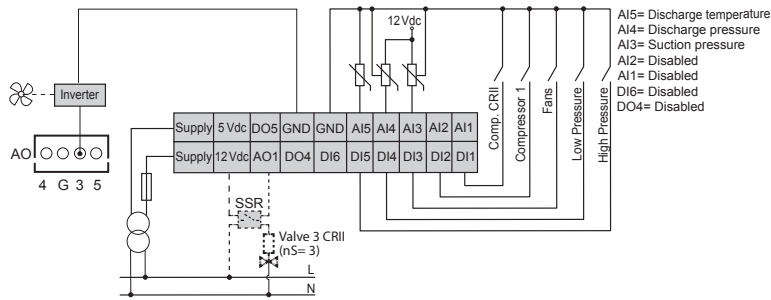 12Vdc
AI5= Discharge temperature
AI4= Discharge pressure
AI3= Suction pressure
AI2= Disabled
AI1= Disabled
DI6= Disabled
DO4= Disabled
Inverter
AO
4 G 3 5
Comp. CRII
Compressor 1
Fans
Low Pressure
High Pressure
Supply 5 Vdc DO5 GND GND AI5 AI4 AI3 AI2 AI1
Supply 12 Vdc AO1 DO4 DI6 DI5 DI4 DI3 DI2 DI1
SSR
Valve 3 CRII
(nS= 3)
L
N